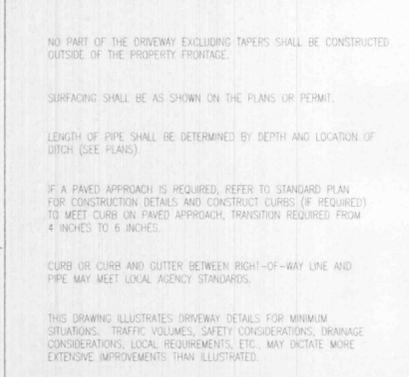 NO PART OF THE DRIVEWAY EXCLUDING TAPERS SHALL BE CONSTRUCTED
OUTSIDE OF THE PROPERTY FRONTAGE.
SURFACING SHALL BE AS SHOWN ON THE PLANS OR PERMIT.
LENGTH OF PIPE SHALL BE DETERMINED BY DEPTH AND LOCATION OF
DITCH (SEE PLANS).
IF A PAVED APPROACH IS REQUIRED, REFER TO STANDARD PLAN
FOR CONSTRUCTION DETAILS AND CONSTRUCT CURBS (IF REQUIRED)
TO MEET CURB ON PAVED APPROACH, TRANSITION REQUIRED FROM
4 INCHES TO 6 INCHES.
CURB OR CURB AND GUTTER BETWEEN RIGHT-OF-WAY LINE AND
PIPE MAY MEET LOCAL AGENCY STANDARDS.
THIS DRAWING ILLUSTRATES DRIVEWAY DETAILS FOR MINIMUM
SITUATIONS. TRAFFIC VOLUMES, SAFETY CONSIDERATIONS, DRAINAGE
CONSIDERATIONS, LOCAL REQUIREMENTS, ETC., MAY DICTATE MORE
EXTENSIVE IMPROVEMENTS THAN ILLUSTRATED.